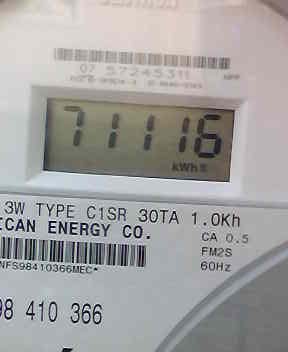 07 57245311
71116
kWh
3W TYPE C1SR 30TA 1.0Kh
ICAN ENERGY CO.
CA 0.5
FM2S
NFS98410366MEC*
60Hz
98 410 366